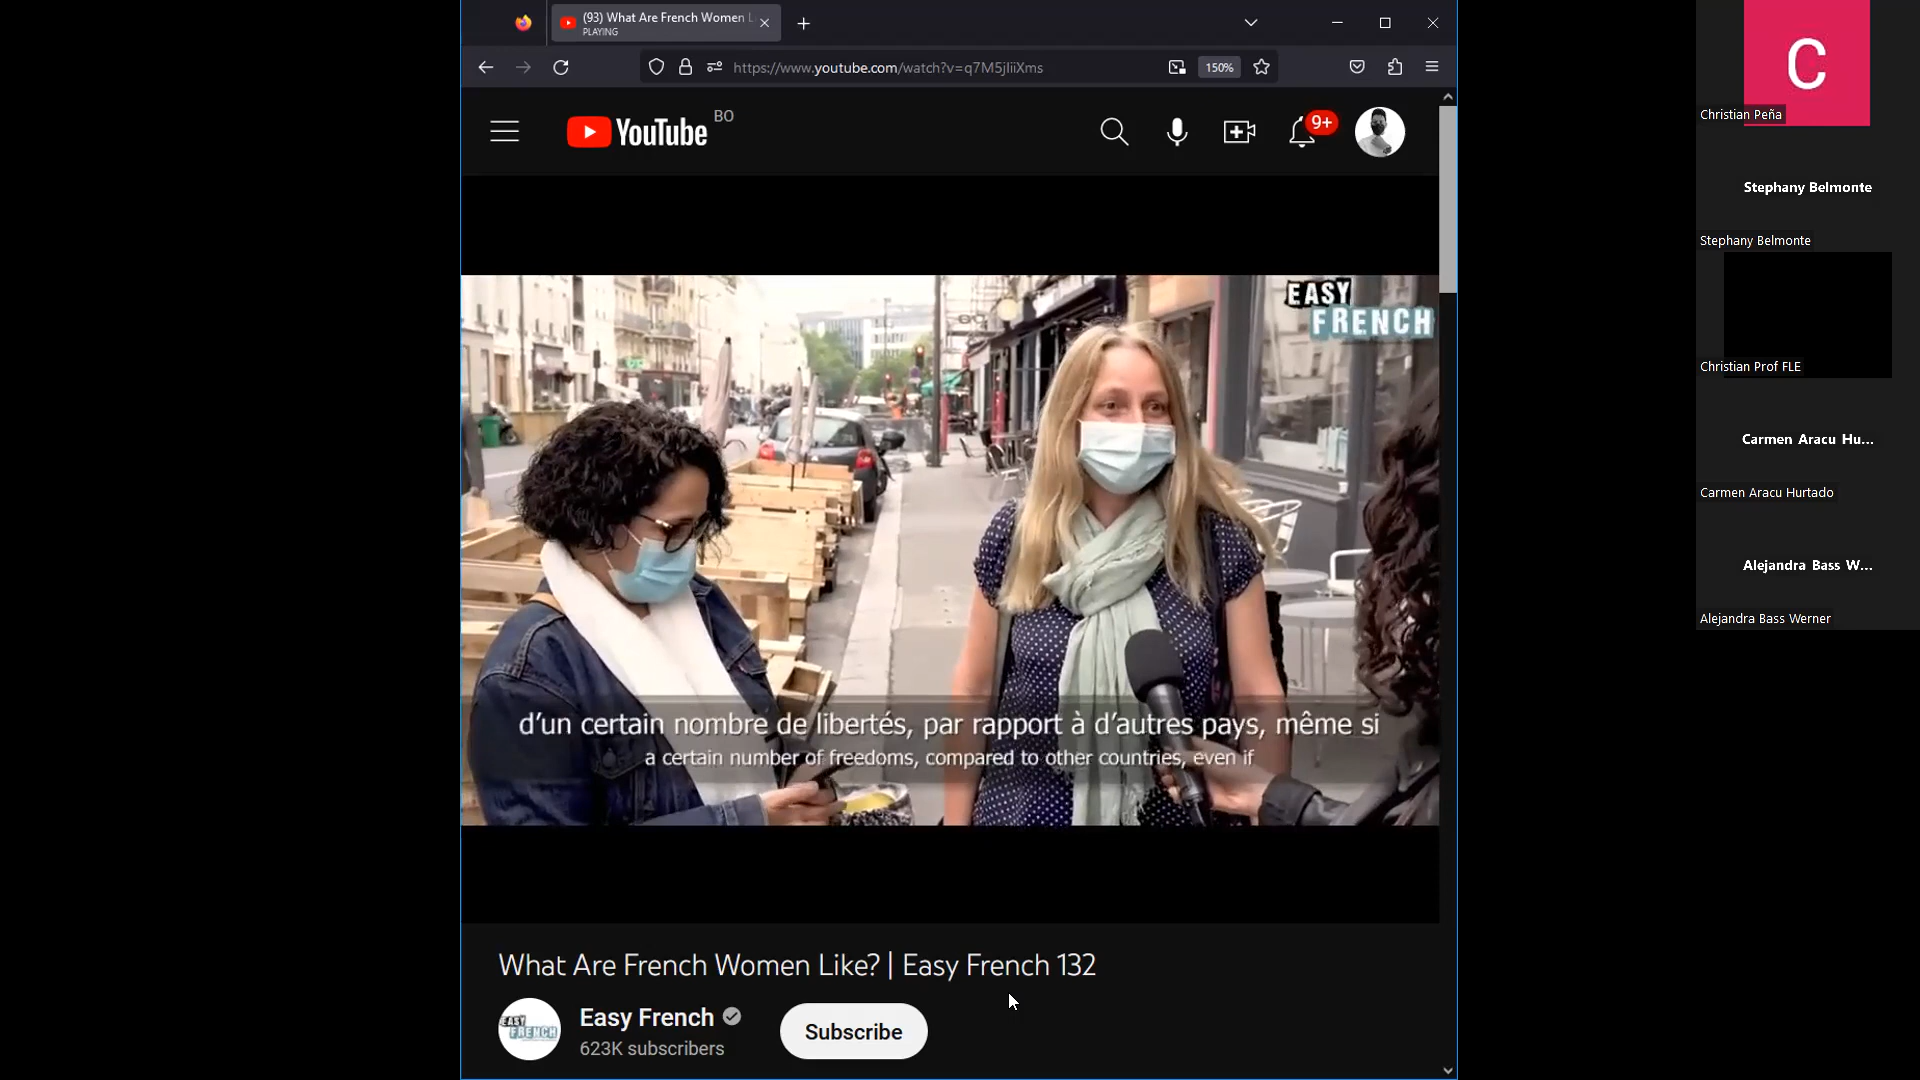 (93) What Are French Women L
PLAYING
https://www.youtube.com/watch?v=q7M5jIiiXms
150%
YouTube
BO
9+
EASY
FRENCH
d'un certain nombre de libertés, par rapport à d'autres pays, même si
a certain number of freedoms, compared to other countries, even if
What Are French Women Like? | Easy French 132
EASY
FRENCH
Easy French
623K subscribers
Subscribe
C
Christian Peña
Stephany Belmonte
Stephany Belmonte
Christian Prof FLE
Carmen Aracu Hu...
Carmen Aracu Hurtado
Alejandra Bass W...
Alejandra Bass Werner